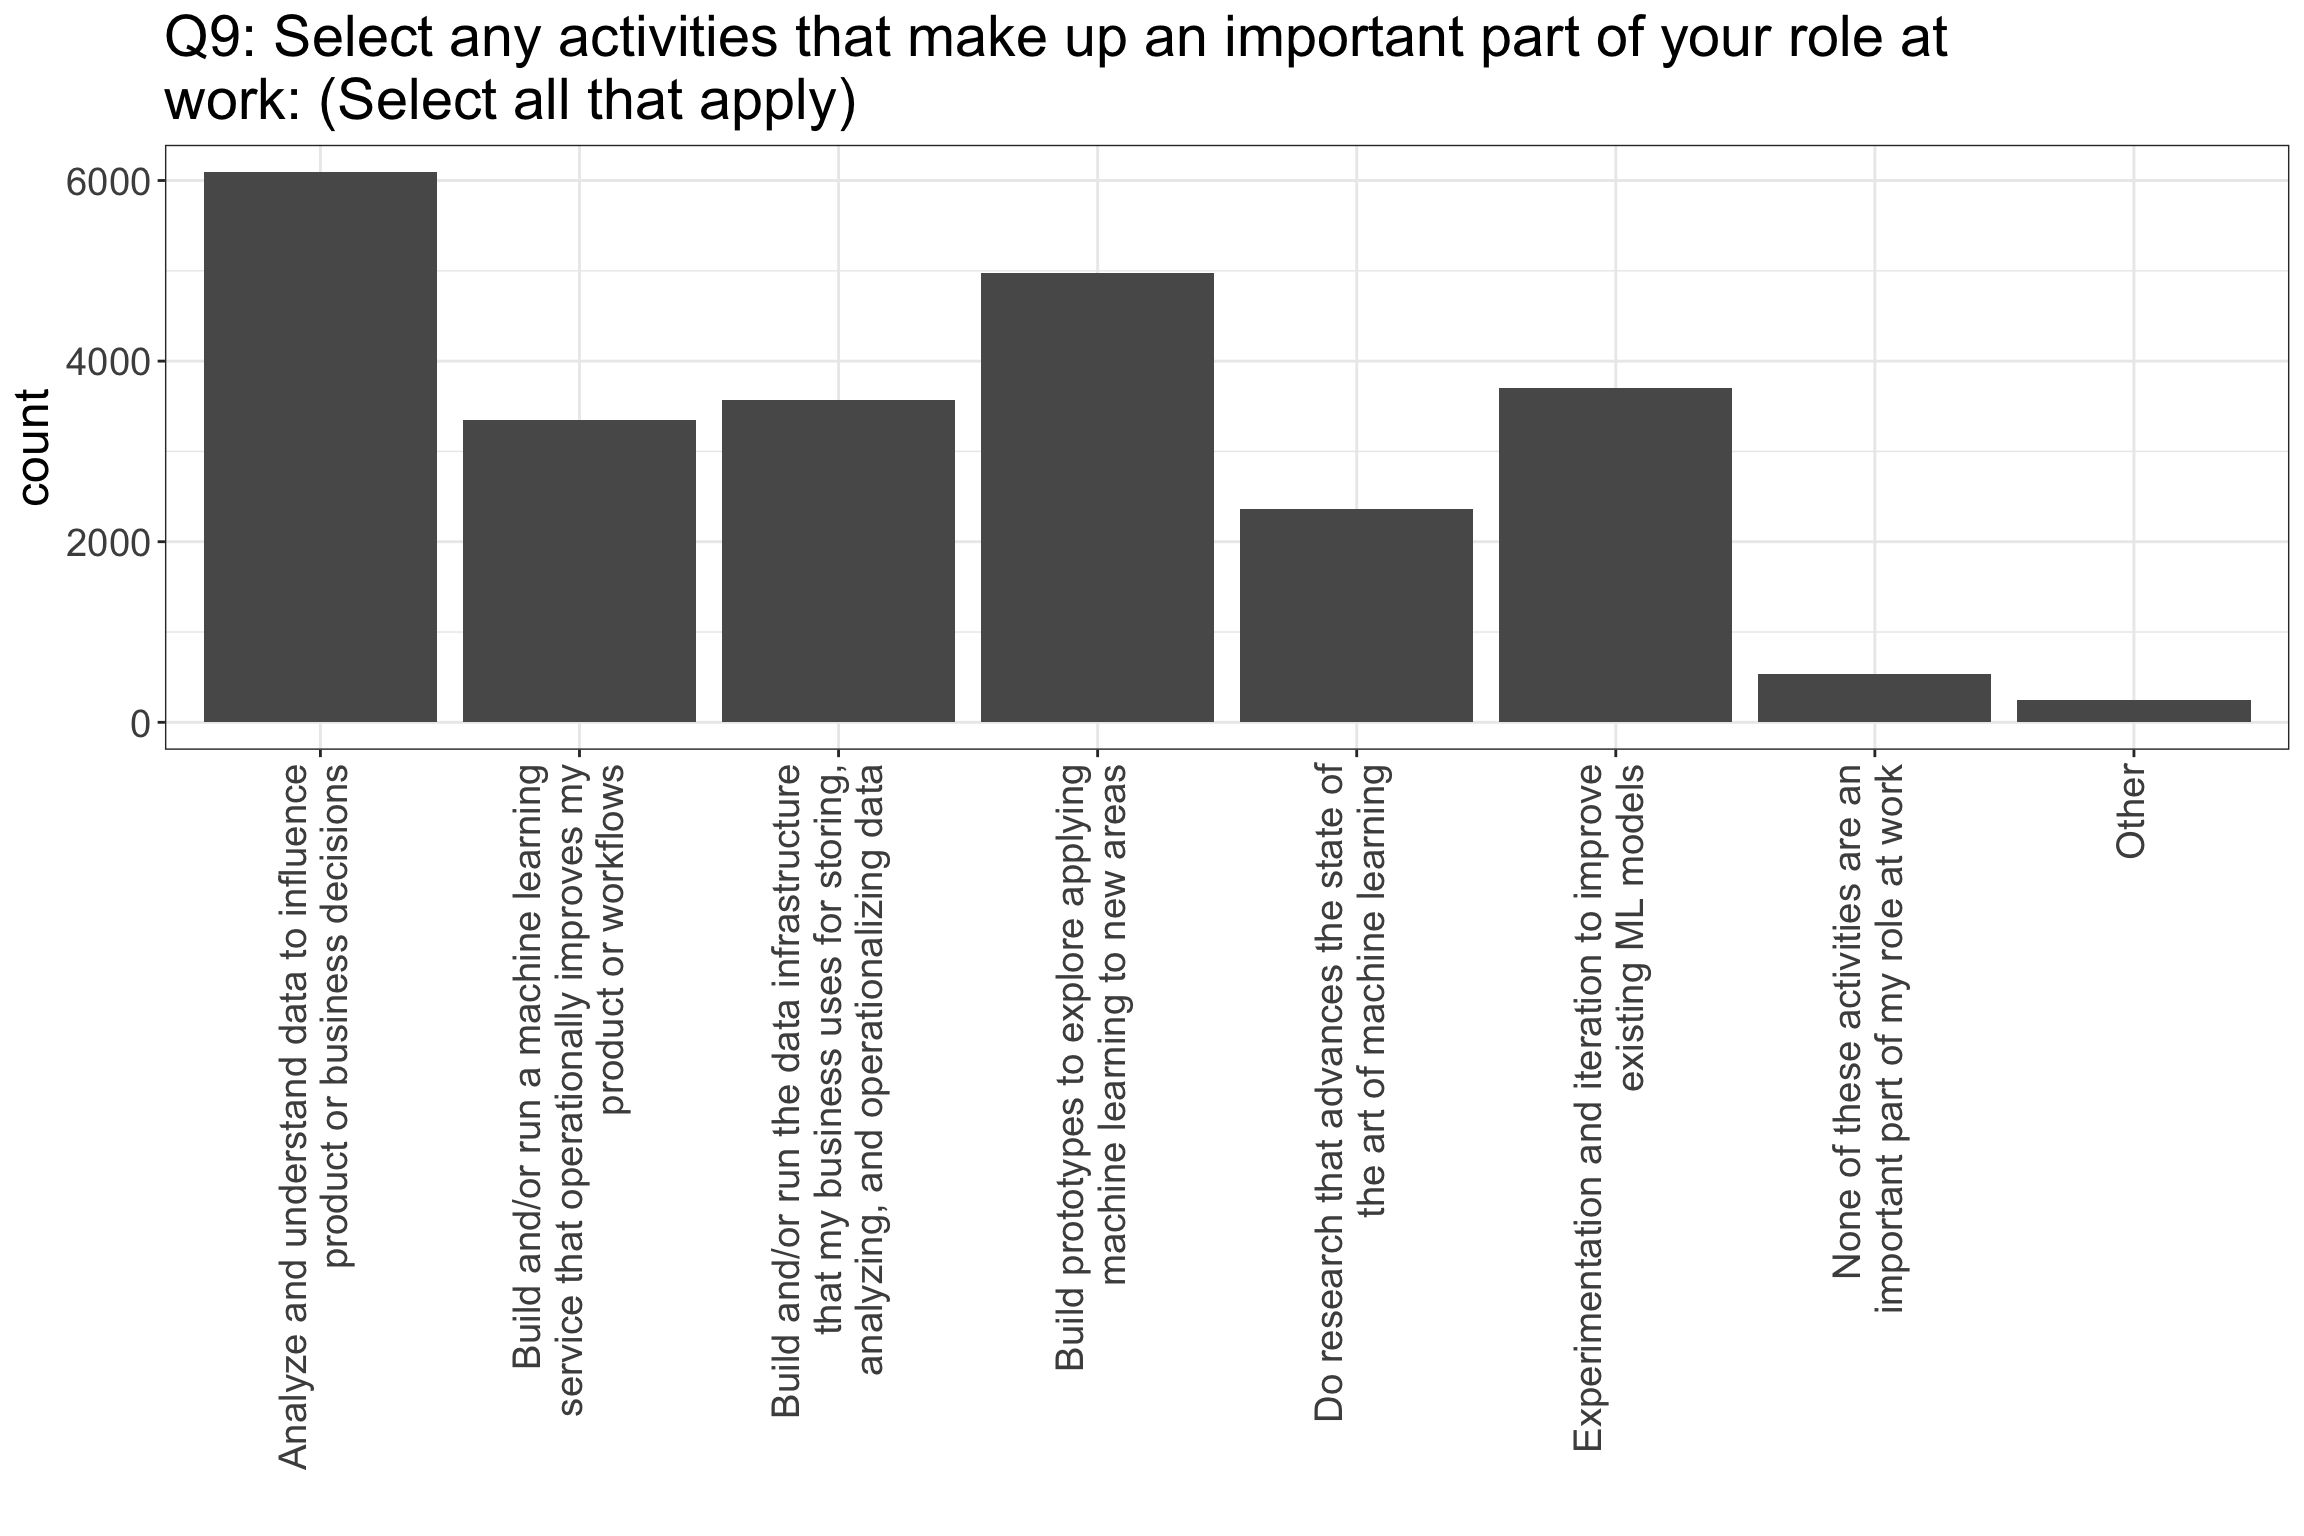 Q9: Select any activities that make up an important part of your role at
work: (Select all that apply)
count
6000
4000
2000
0
Analyze and understand data to influence
product or business decisions
Build and/or run a machine learning
service that operationally improves my
product or workflows
Build and/or run the data infrastructure
that my business uses for storing,
analyzing, and operationalizing data
Build prototypes to explore applying
machine learning to new areas
Do research that advances the state of
the art of machine learning
Experimentation and iteration to improve
existing ML models
None of these activities are an
important part of my role at work
Other